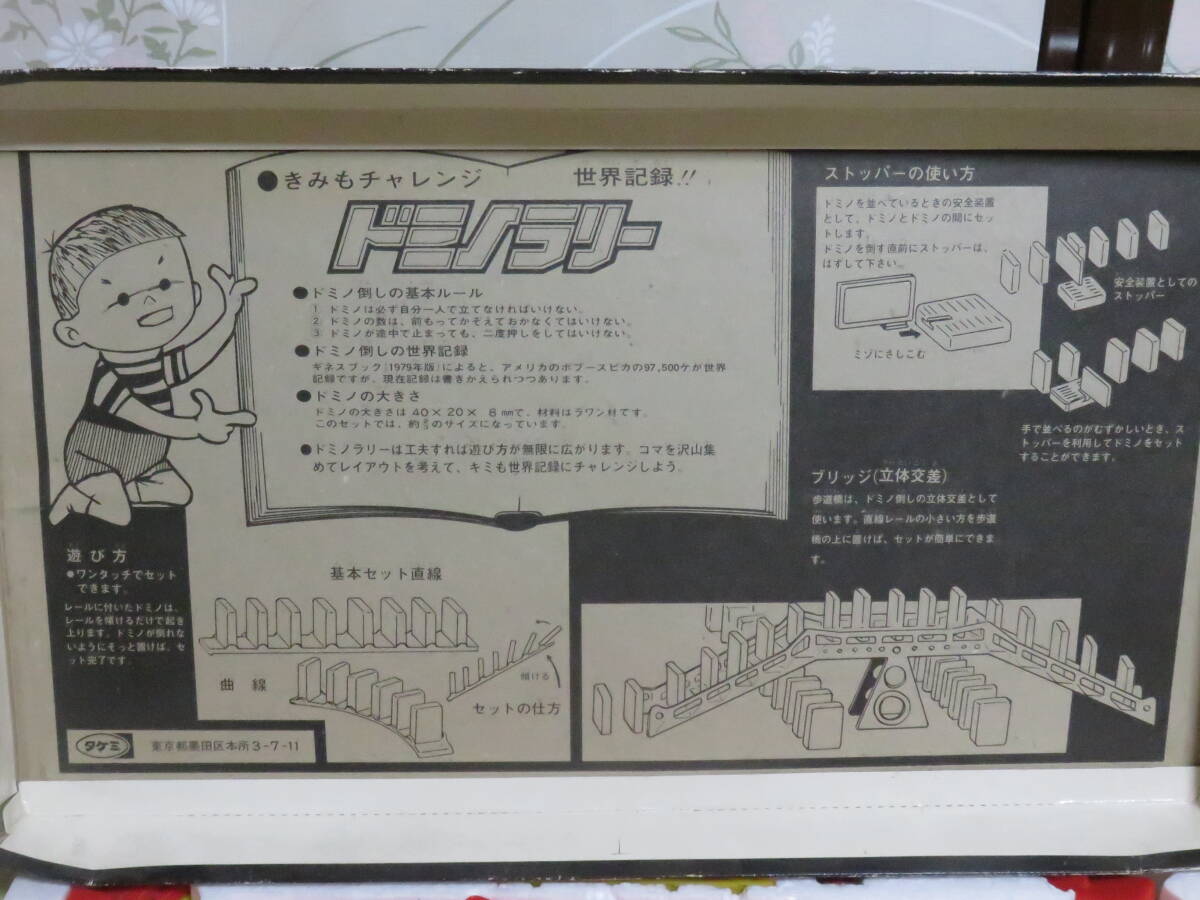 ●きみもチャレンジ　世界記録!!
ドミノラリー
●ドミノ倒しの基本ルール
1 ドミノは必ず自分一人で立てなければいけない。
2 ドミノの数は、前もってかぞえておかなくてはいけない。
3 ドミノが途中で止まっても、二度押しをしてはいけない。
●ドミノ倒しの世界記録
ギネスブック[1979年版]によると、アメリカのボブースピカの97,500ケが世界
記録ですが、現在記録は書きかえられつつあります。
●ドミノの大きさ
ドミノの大きさは40×20×8㎜で、材料はラワン材です。
このセットでは、約 のサイズになっています。
●ドミノラリーは工夫すれば遊び方が無限に広がります。コマを沢山集
めてレイアウトを考えて、キミも世界記録にチャレンジしよう。
ストッパーの使い方
ドミノを並べているときの安全装置
として、ドミノとドミノの間にセッ
トします。
ドミノを倒す直前にストッパーは、
はずして下さい。
ミゾにさしこむ
安全装置としての
ストッパー
手で並べるのがむずかしいとき、ス
トッパーを利用してドミノをセット
することができます。
ブリッジ(立体交差)
歩道橋は、ドミノ倒しの立体交差として
使います。直線レールの小さい方を歩道
橋の上に置けば、セットが簡単にできま
す。
遊び方
●ワンタッチでセット
できます。
レールに付いたドミノは、
レールを傾けるだけで起き
上ります。ドミノが倒れな
いようにそっと置けば、セ
ット完了です。
基本セット直線
曲線
傾ける
セットの仕方
タケミ 東京都墨田区本所3-7-11